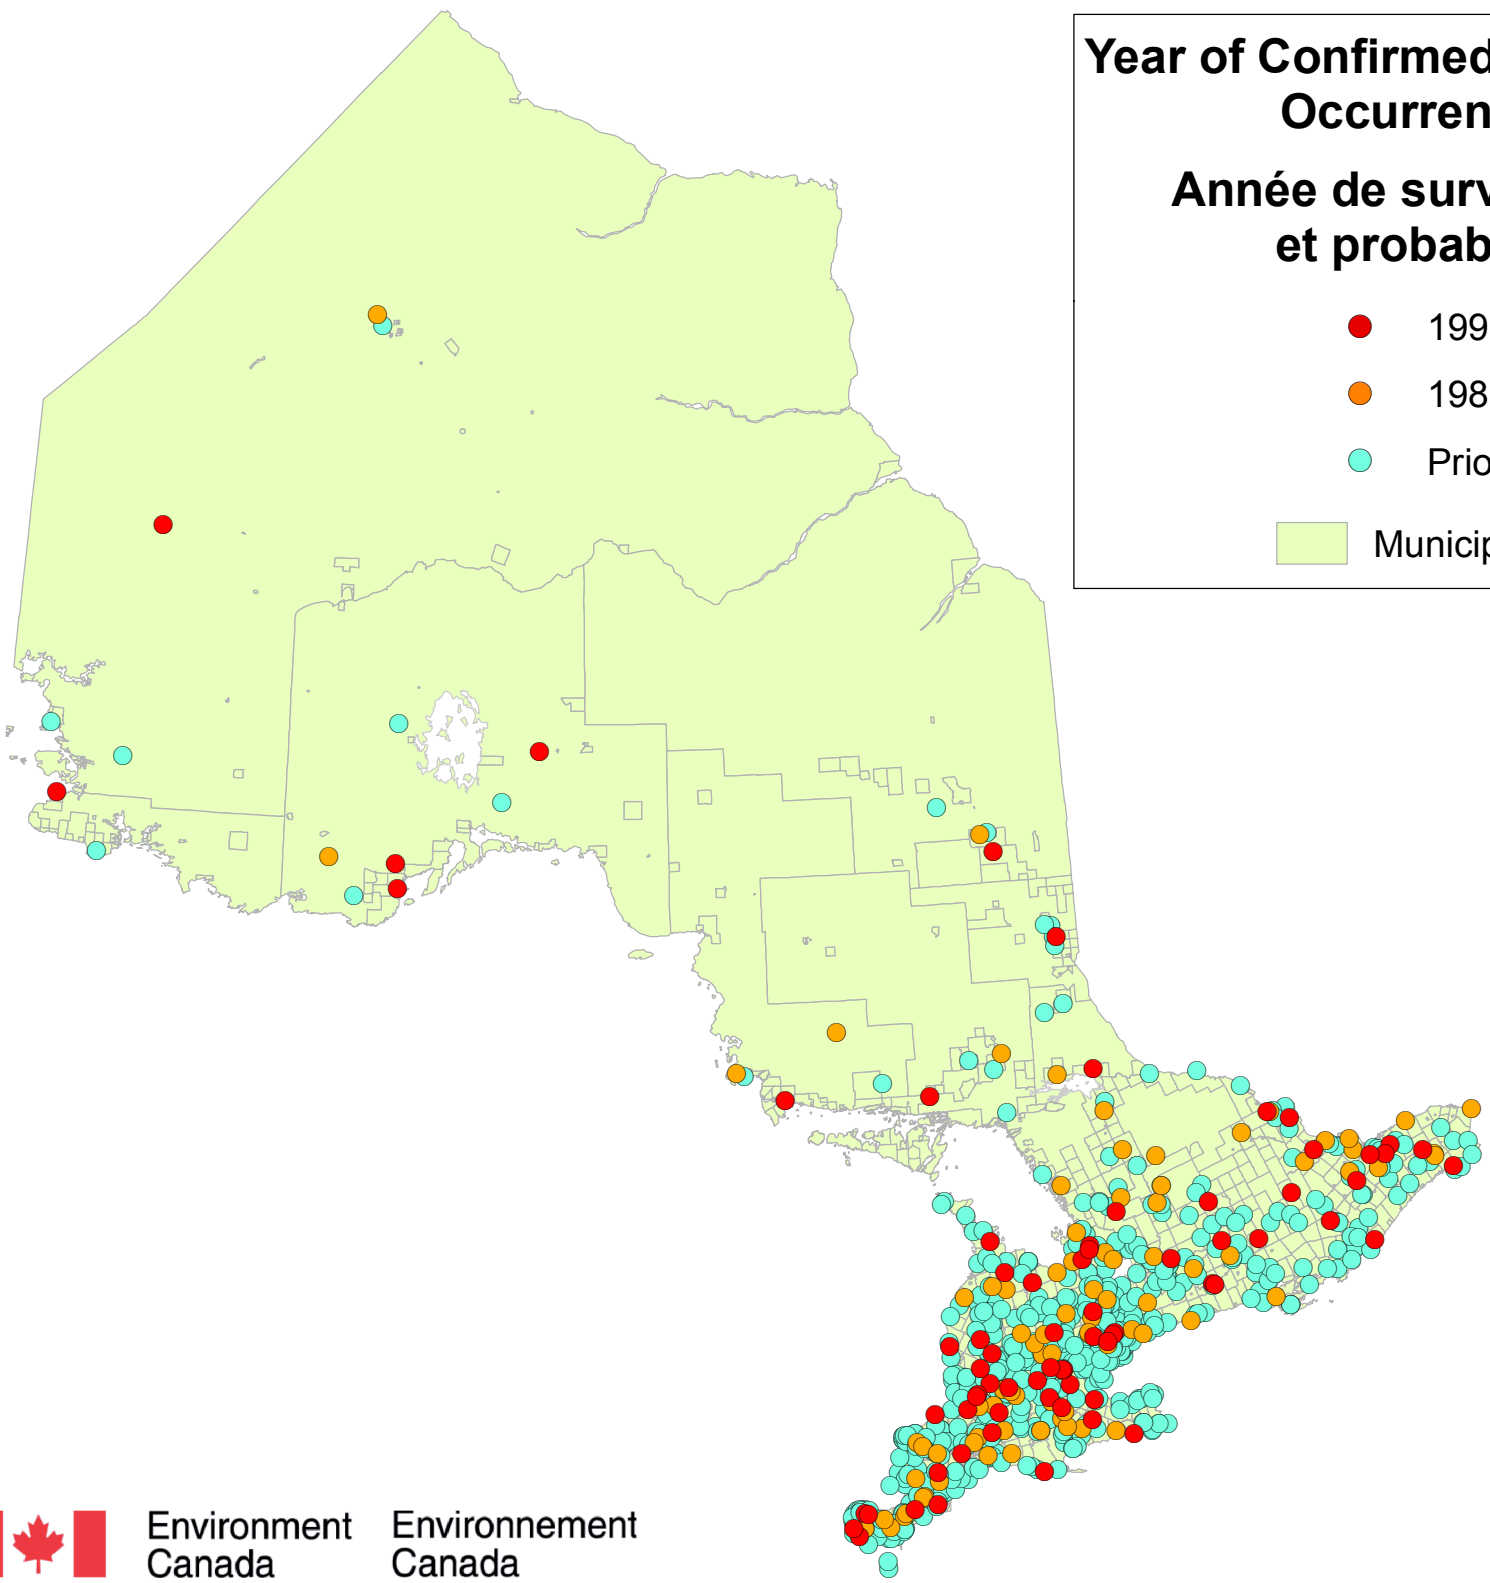 Year of Confirmed
Occurren
Année de surv
et probab
199
198
Prio
Municip
Environment
Canada
Environnement
Canada